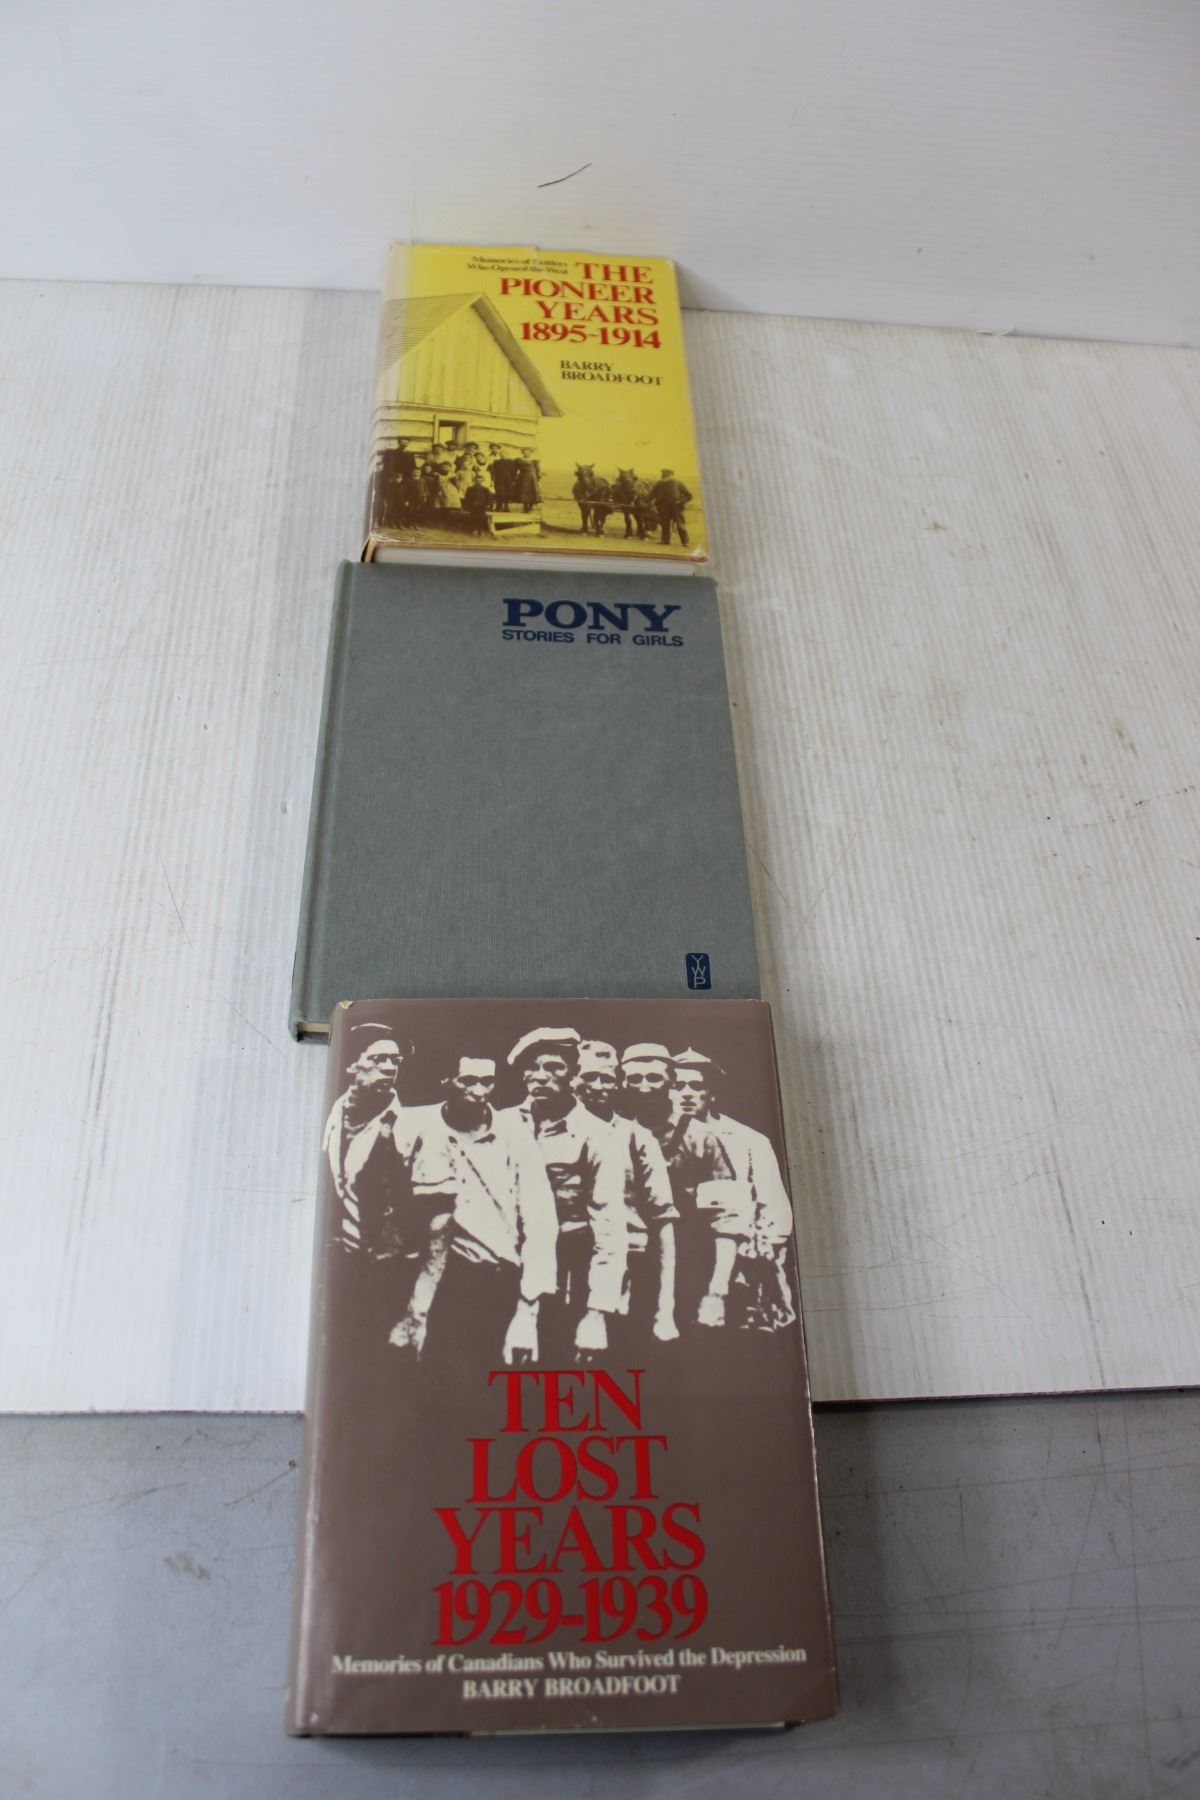 Memories of Settlers
Who Opened the West
THE
PIONEER
YEARS
1895-1914
BARRY
BROADFOOT
PONY
STORIES FOR GIRLS
YWP
TEN
LOST
YEARS
1929-1939
Memories of Canadians Who Survived the Depression
BARRY BROADFOOT